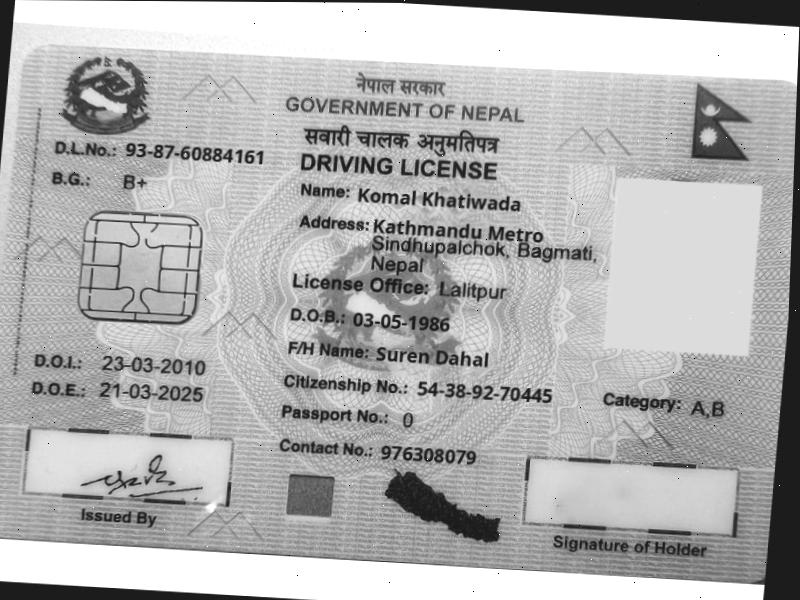 नेपाल सरकार
GOVERNMENT OF NEPAL
सवारी चालक अनुमतिपत्र
DRIVING LICENSE
D.L.No.: 93-87-60884161
B.G.: B+
Name: Komal Khatiwada
Address: Kathmandu Metro
Sindhupalchok, Bagmati,
Nepal
License Office: Lalitpur
D.O.B.: 03-05-1986
F/H Name: Suren Dahal
D.O.I.: 23-03-2010
D.O.E.: 21-03-2025
Citizenship No.: 54-38-92-70445
Category: A,B
Passport No.: 0
Contact No.: 976308079
Issued By
Signature of Holder